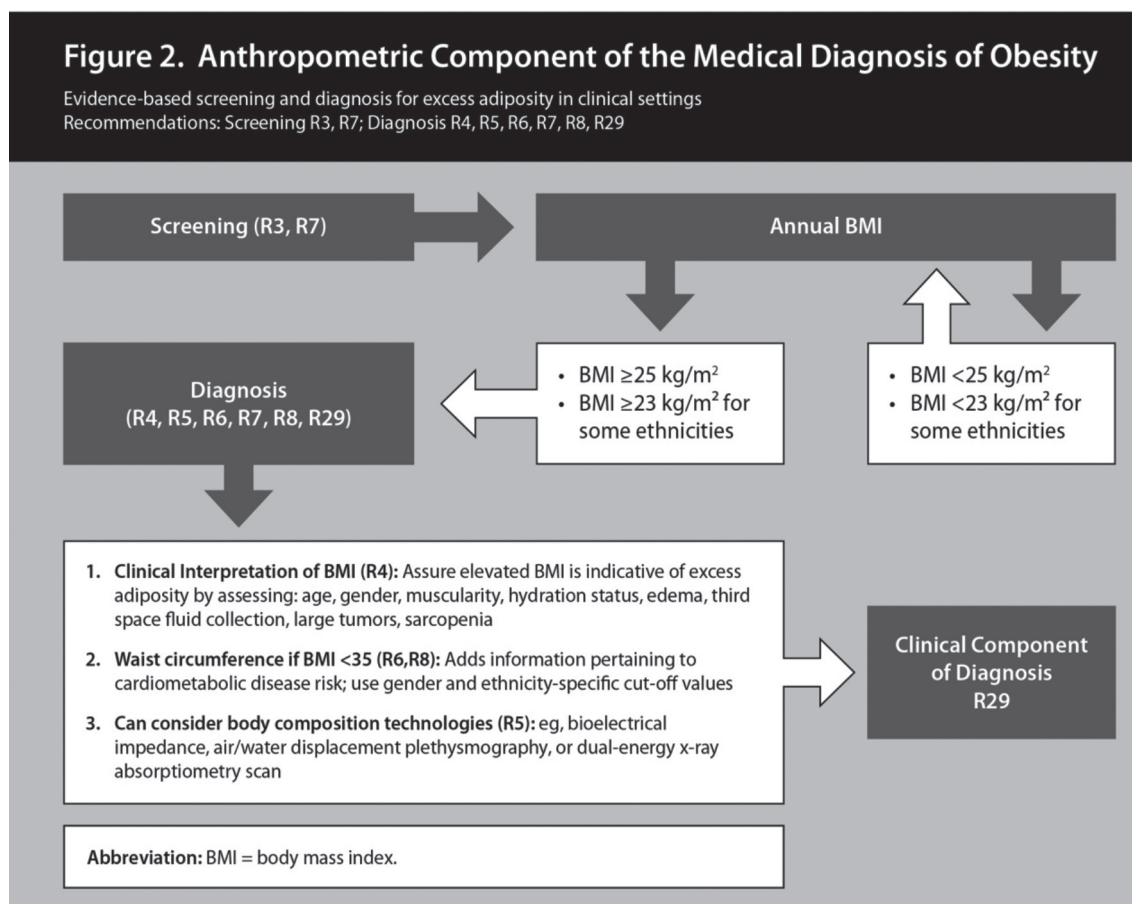 Figure 2. Anthropometric Component of the Medical Diagnosis of Obesity
Evidence-based screening and diagnosis for excess adiposity in clinical settings
Recommendations: Screening R3, R7; Diagnosis R4, R5, R6, R7, R8, R29
Screening (R3, R7)
Annual BMI
Diagnosis
(R4, R5, R6, R7, R8, R29)
• BMI ≥25 kg/m²
• BMI ≥23 kg/m² for
some ethnicities
• BMI <25 kg/m²
• BMI <23 kg/m² for
some ethnicities
1. Clinical Interpretation of BMI (R4): Assure elevated BMI is indicative of excess
adiposity by assessing: age, gender, muscularity, hydration status, edema, third
space fluid collection, large tumors, sarcopenia
2. Waist circumference if BMI <35 (R6,R8): Adds information pertaining to
cardiometabolic disease risk; use gender and ethnicity-specific cut-off values
3. Can consider body composition technologies (R5): eg, bioelectrical
impedance, air/water displacement plethysmography, or dual-energy x-ray
absorptiometry scan
Clinical Component
of Diagnosis
R29
Abbreviation: BMI = body mass index.